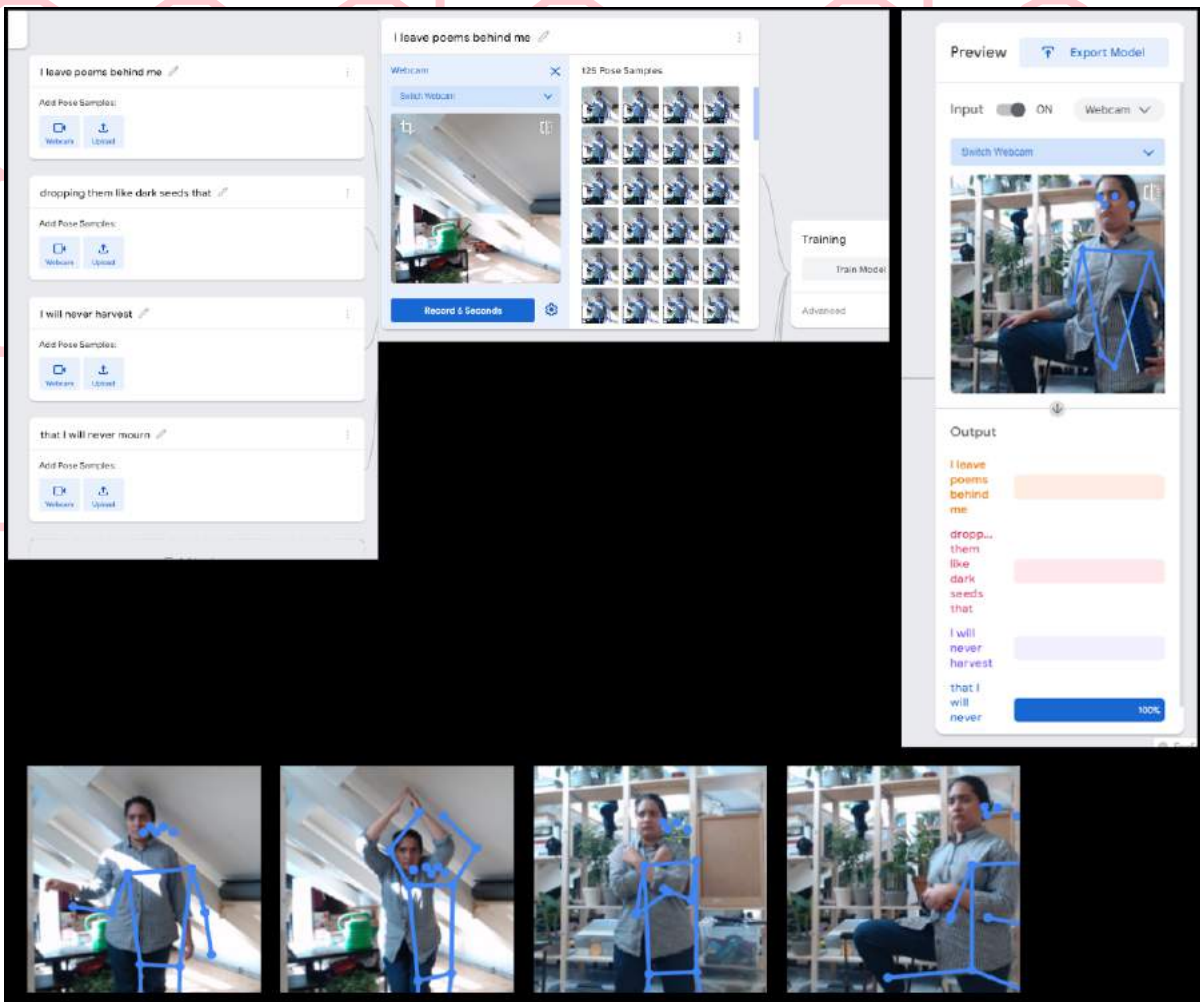 I leave poems behind me
Add Pose Samples:
Webcam Upload
dropping them like dark seeds that
Add Pose Samples:
Webcam Upload
I will never harvest
Add Pose Samples:
Webcam Upload
that I will never mourn
Add Pose Samples:
Webcam Upload
I leave poems behind me
Webcam
Switch Webcam
Record 6 Seconds
125 Pose Samples
Training
Train Model
Advanced
Preview
Export Model
Input ON Webcam
Switch Webcam
Output
I leave
poems
behind
me
dropp...
them
like
dark
seeds
that
I will
never
harvest
that I
will
never
100%